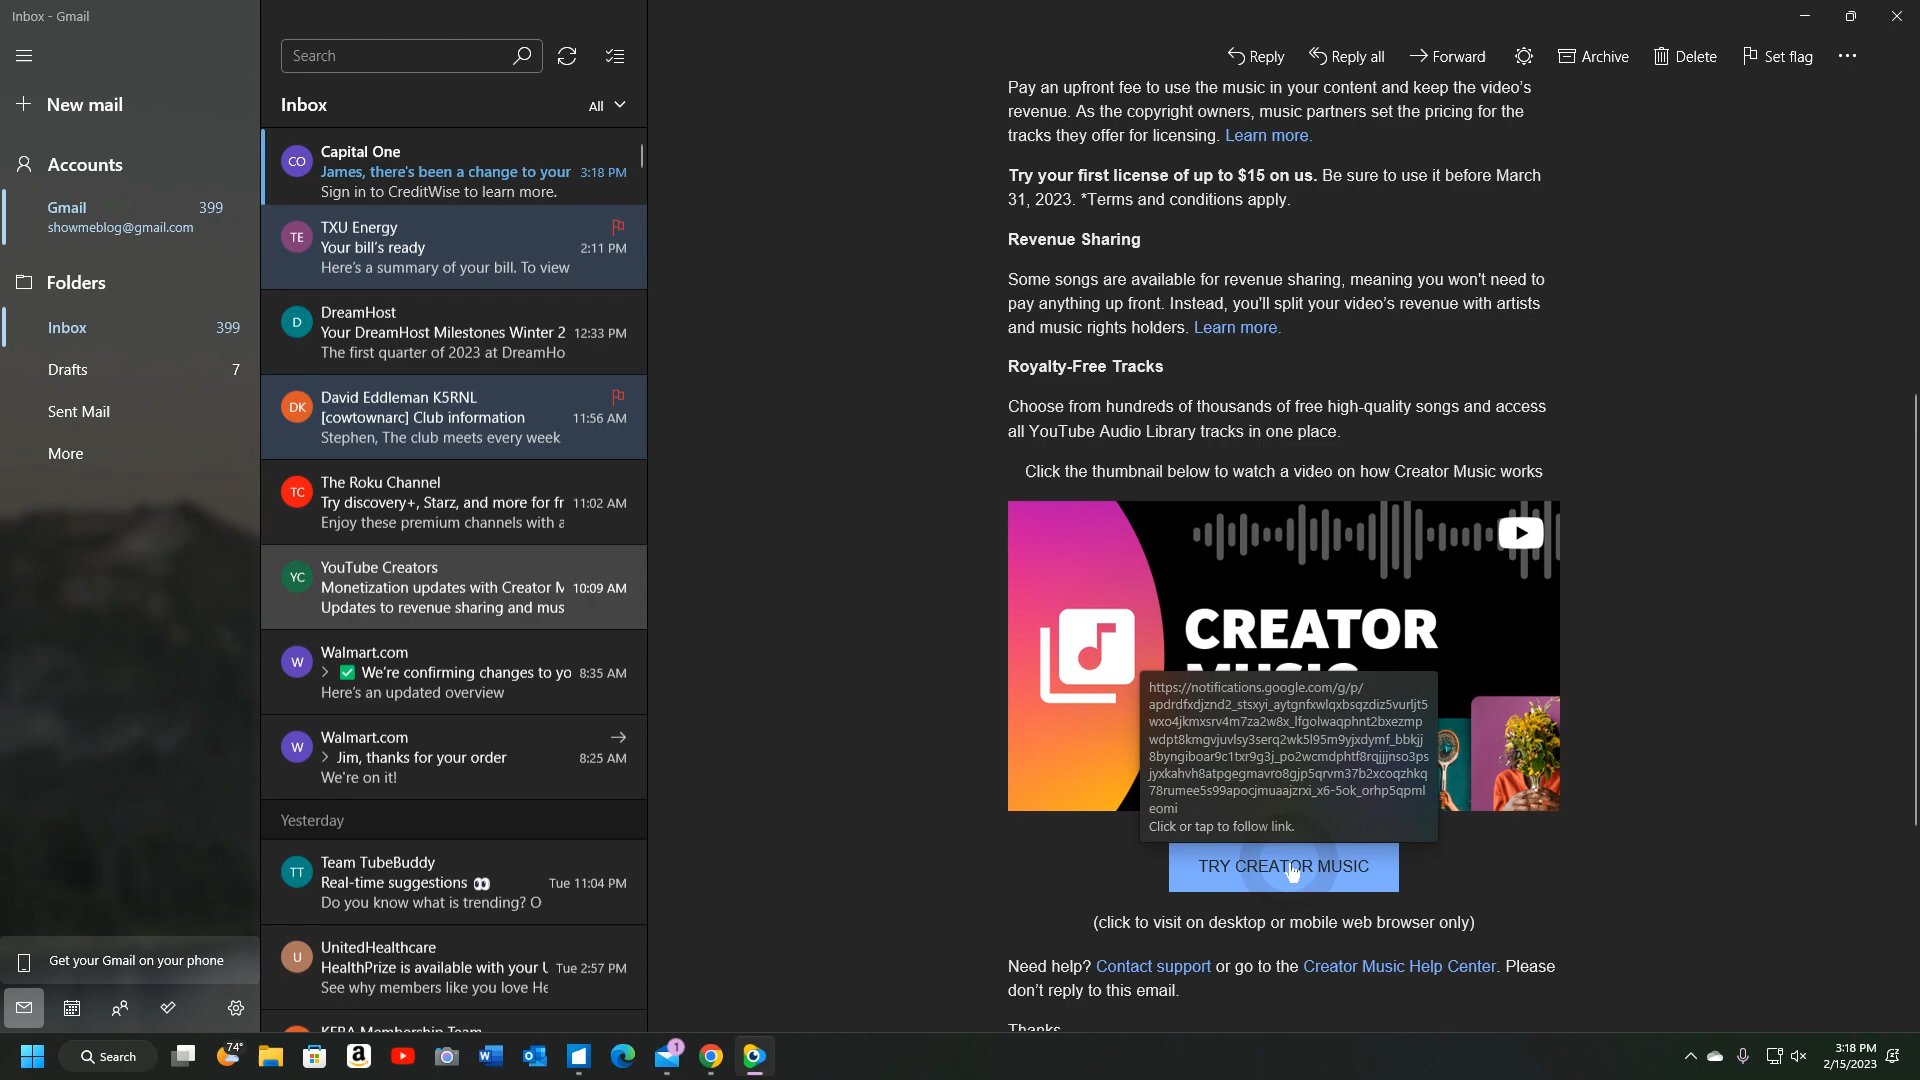 Inbox - Gmail
Search
Reply
Reply all
Forward
Archive
Delete
Set flag
New mail
Accounts
Gmail 399
showmeblog@gmail.com
Folders
Inbox 399
Drafts 7
Sent Mail
More
Get your Gmail on your phone
Inbox
All
CO
Capital One
James, there's been a change to your 3:18 PM
Sign in to CreditWise to learn more.
TE
TXU Energy
Your bill's ready 2:11 PM
Here's a summary of your bill. To view
D
DreamHost
Your DreamHost Milestones Winter 2 12:33 PM
The first quarter of 2023 at DreamHo
DK
David Eddleman K5RNL
[cowtownarc] Club information 11:56 AM
Stephen, The club meets every week
TC
The Roku Channel
Try discovery+, Starz, and more for fr 11:02 AM
Enjoy these premium channels with a
YC
YouTube Creators
Monetization updates with Creator M 10:09 AM
Updates to revenue sharing and mus
W
Walmart.com
> ✅ We're confirming changes to yo 8:35 AM
Here's an updated overview
W
Walmart.com
> Jim, thanks for your order 8:25 AM
We're on it!
Yesterday
TT
Team TubeBuddy
Real-time suggestions 👀 Tue 11:04 PM
Do you know what is trending? O
U
UnitedHealthcare
HealthPrize is available with your U Tue 2:57 PM
See why members like you love He
KERA Membership Team
Pay an upfront fee to use the music in your content and keep the video's
revenue. As the copyright owners, music partners set the pricing for the
tracks they offer for licensing. Learn more.
Try your first license of up to $15 on us. Be sure to use it before March
31, 2023. *Terms and conditions apply.
Revenue Sharing
Some songs are available for revenue sharing, meaning you won't need to
pay anything up front. Instead, you'll split your video's revenue with artists
and music rights holders. Learn more.
Royalty-Free Tracks
Choose from hundreds of thousands of free high-quality songs and access
all YouTube Audio Library tracks in one place.
Click the thumbnail below to watch a video on how Creator Music works
CREATOR
MUSIC
https://notifications.google.com/g/p/
apdrdfxdjznd2_stsxyi_aytgnfxwlqxbsqzdiz5vurljt5
wxo4jkmxsrv4m7za2w8x_lfgolwaqphnt2bxezmp
wdpt8kmgvjuvlsy3serq2wk5l95m9yjxdymf_bbkjj
8byngiboar9c1txr9g3j_po2wcmdphtf8rqjjjnso3ps
jyxkahvh8atpgegmavro8gjp5qrvm37b2xcoqzhkq
78rumee5s99apocjmuaajzrxi_x6-5ok_orhp5qpml
eomi
Click or tap to follow link.
TRY CREATOR MUSIC
(click to visit on desktop or mobile web browser only)
Need help? Contact support or go to the Creator Music Help Center. Please
don't reply to this email.
Thanks
74°
Search
1
3:18 PM
2/15/2023